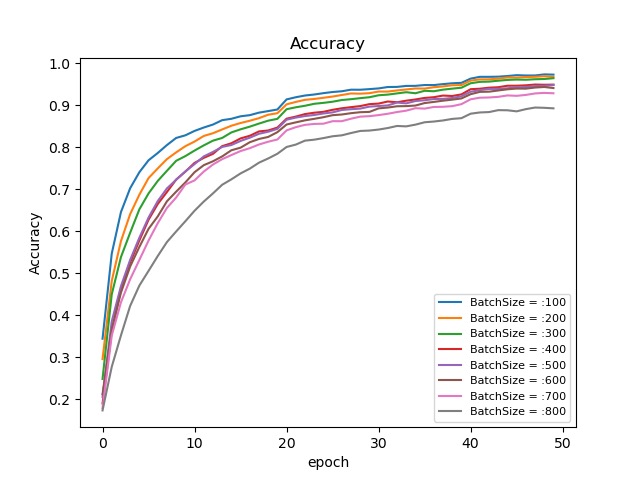 Accuracy
1.0
0.9
0.8
0.7
0.6
0.5
0.4
0.3
0.2
Accuracy
BatchSize = :100
BatchSize = :200
BatchSize = :300
BatchSize = :400
BatchSize = :500
BatchSize = :600
BatchSize = :700
BatchSize = :800
0 10 20 30 40 50
epoch